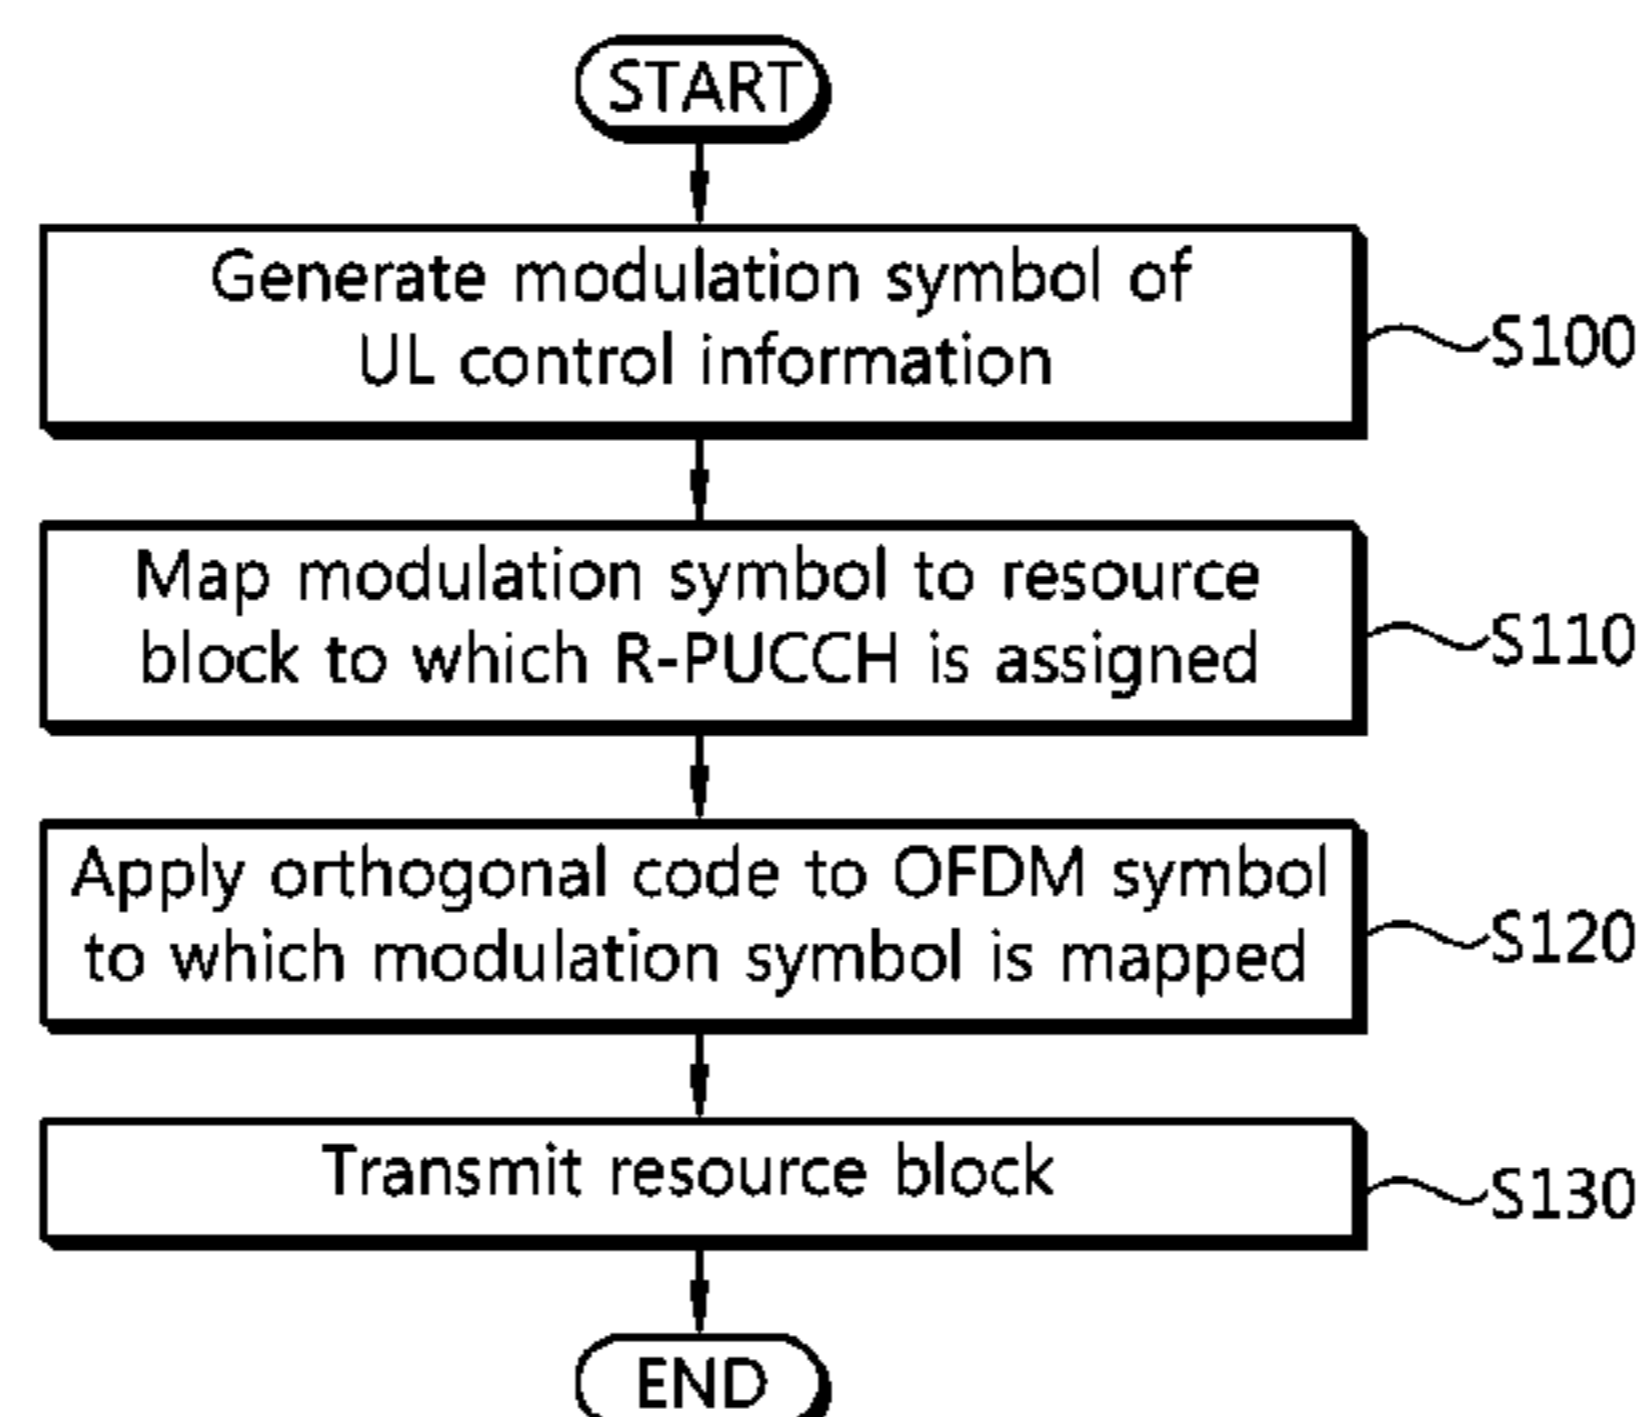 START
Generate modulation symbol of
UL control information
S100
Map modulation symbol to resource
block to which R-PUCCH is assigned
S110
Apply orthogonal code to OFDM symbol
to which modulation symbol is mapped
S120
Transmit resource block
S130
END